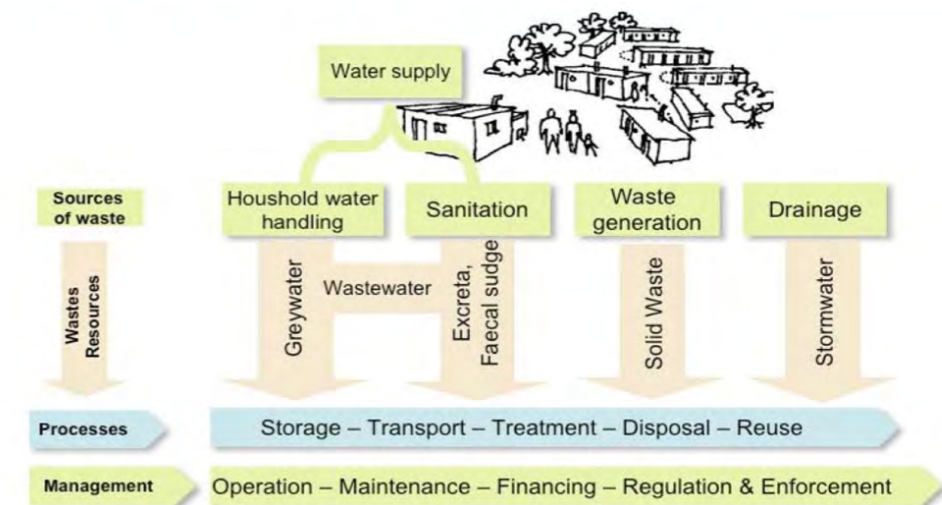 Water supply
Sources
of waste
Houshold water
handling
Sanitation
Waste
generation
Drainage
Wastes
Resources
Greywater
Wastewater
Excreta,
Faecal sudge
Solid Waste
Stormwater
Processes
Storage – Transport – Treatment – Disposal – Reuse
Management
Operation – Maintenance – Financing – Regulation & Enforcement